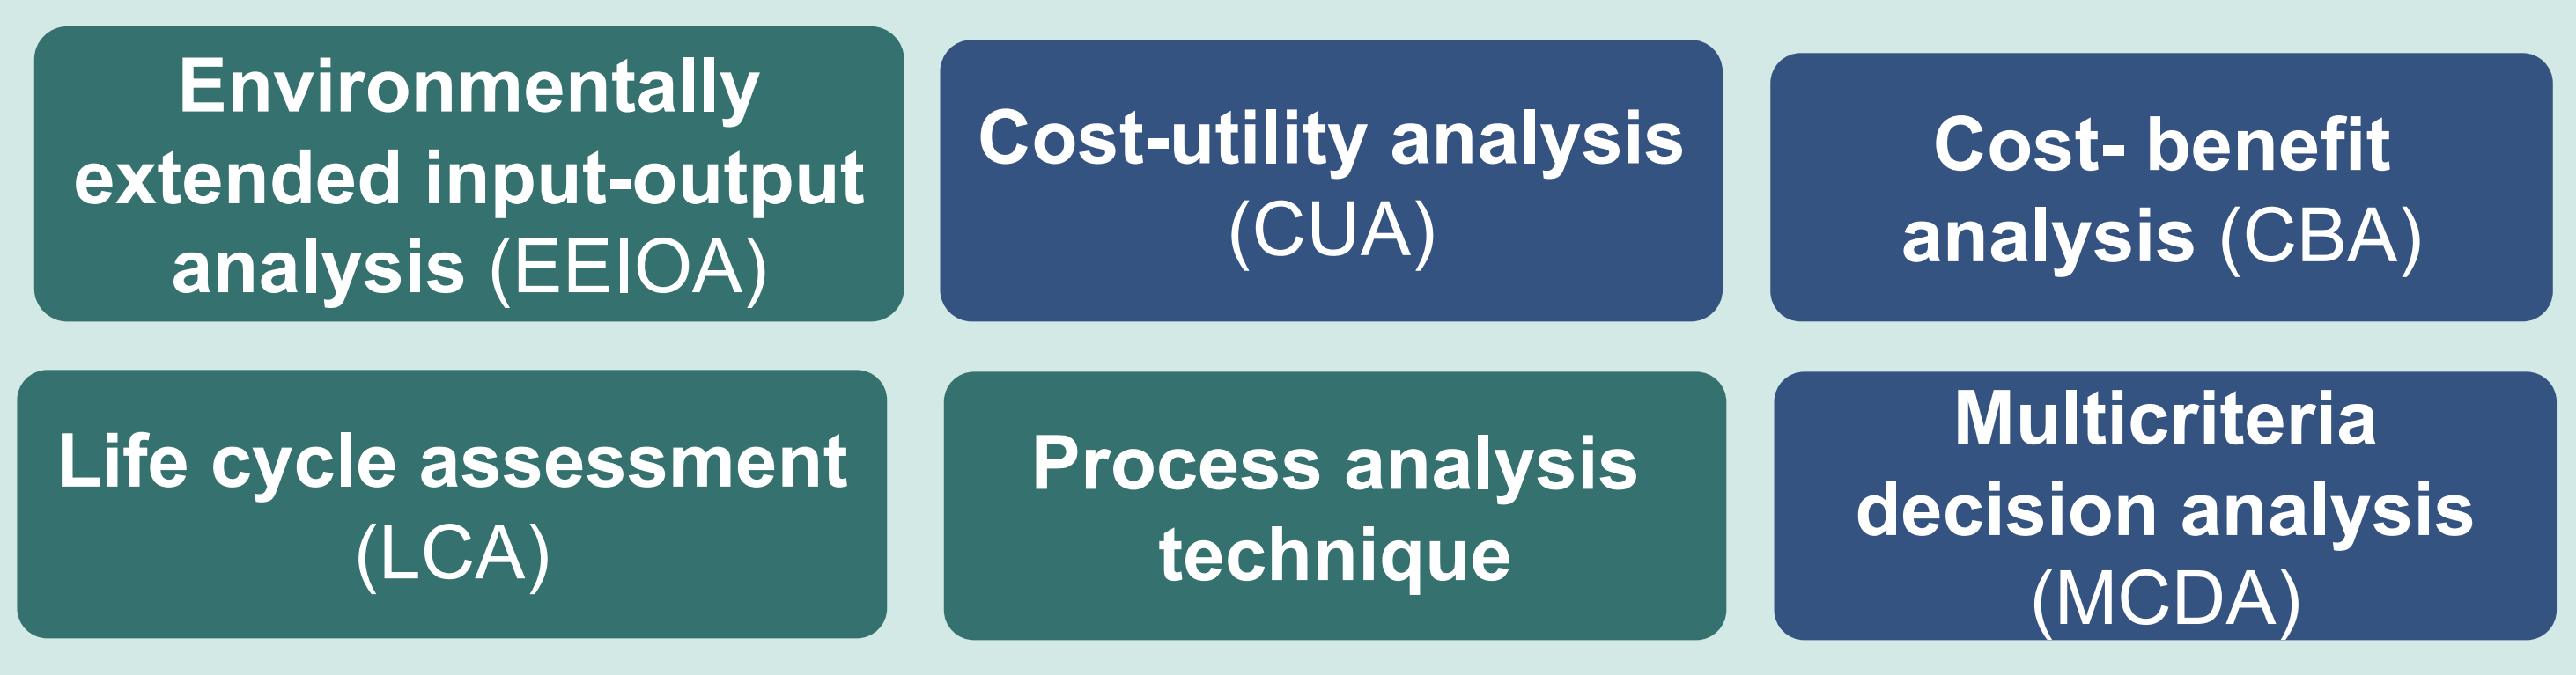 Environmentally
extended input-output
analysis (EEIOA)
Cost-utility analysis
(CUA)
Cost- benefit
analysis (CBA)
Life cycle assessment
(LCA)
Process analysis
technique
Multicriteria
decision analysis
(MCDA)